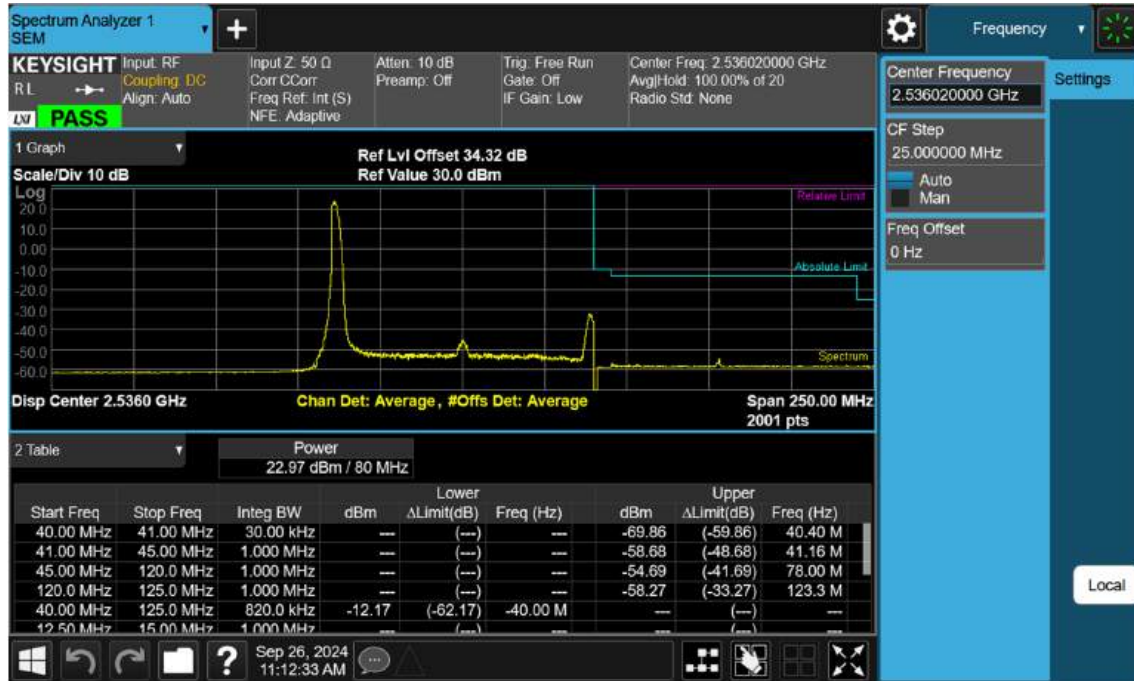 Spectrum Analyzer 1
SEM
+
Frequency
KEYSIGHT
R L
LXI PASS
Input: RF
Coupling: DC
Align: Auto
Input Z: 50 Ω
Corr CCorr
Freq Ref: Int (S)
NFE: Adaptive
Atten: 10 dB
Preamp: Off
Trig: Free Run
Gate: Off
IF Gain: Low
Center Freq: 2.536020000 GHz
Avg|Hold: 100.00% of 20
Radio Std: None
Center Frequency
2.536020000 GHz
Settings
CF Step
25.000000 MHz
Auto
Man
Freq Offset
0 Hz
Local
1 Graph
Scale/Div 10 dB
Ref Lvl Offset 34.32 dB
Ref Value 30.0 dBm
Log
20.0
10.0
0.00
-10.0
-20.0
-30.0
-40.0
-50.0
-60.0
Relative Limit
Absolute Limit
Spectrum
Disp Center 2.5360 GHz
Chan Det: Average, #Offs Det: Average
Span 250.00 MHz
2001 pts
2 Table
Power
22.97 dBm / 80 MHz
Lower Upper
Start Freq Stop Freq Integ BW dBm ΔLimit(dB) Freq (Hz) dBm ΔLimit(dB) Freq (Hz)
40.00 MHz 41.00 MHz 30.00 kHz --- (---) --- -69.86 (-59.86) 40.40 M
41.00 MHz 45.00 MHz 1.000 MHz --- (---) --- -58.68 (-48.68) 41.16 M
45.00 MHz 120.0 MHz 1.000 MHz --- (---) --- -54.69 (-41.69) 78.00 M
120.0 MHz 125.0 MHz 1.000 MHz --- (---) --- -58.27 (-33.27) 123.3 M
40.00 MHz 125.0 MHz 820.0 kHz -12.17 (-62.17) -40.00 M --- (---) ---
12.50 MHz 15.00 MHz 1.000 MHz --- (---) --- --- (---) ---
?
Sep 26, 2024
11:12:33 AM